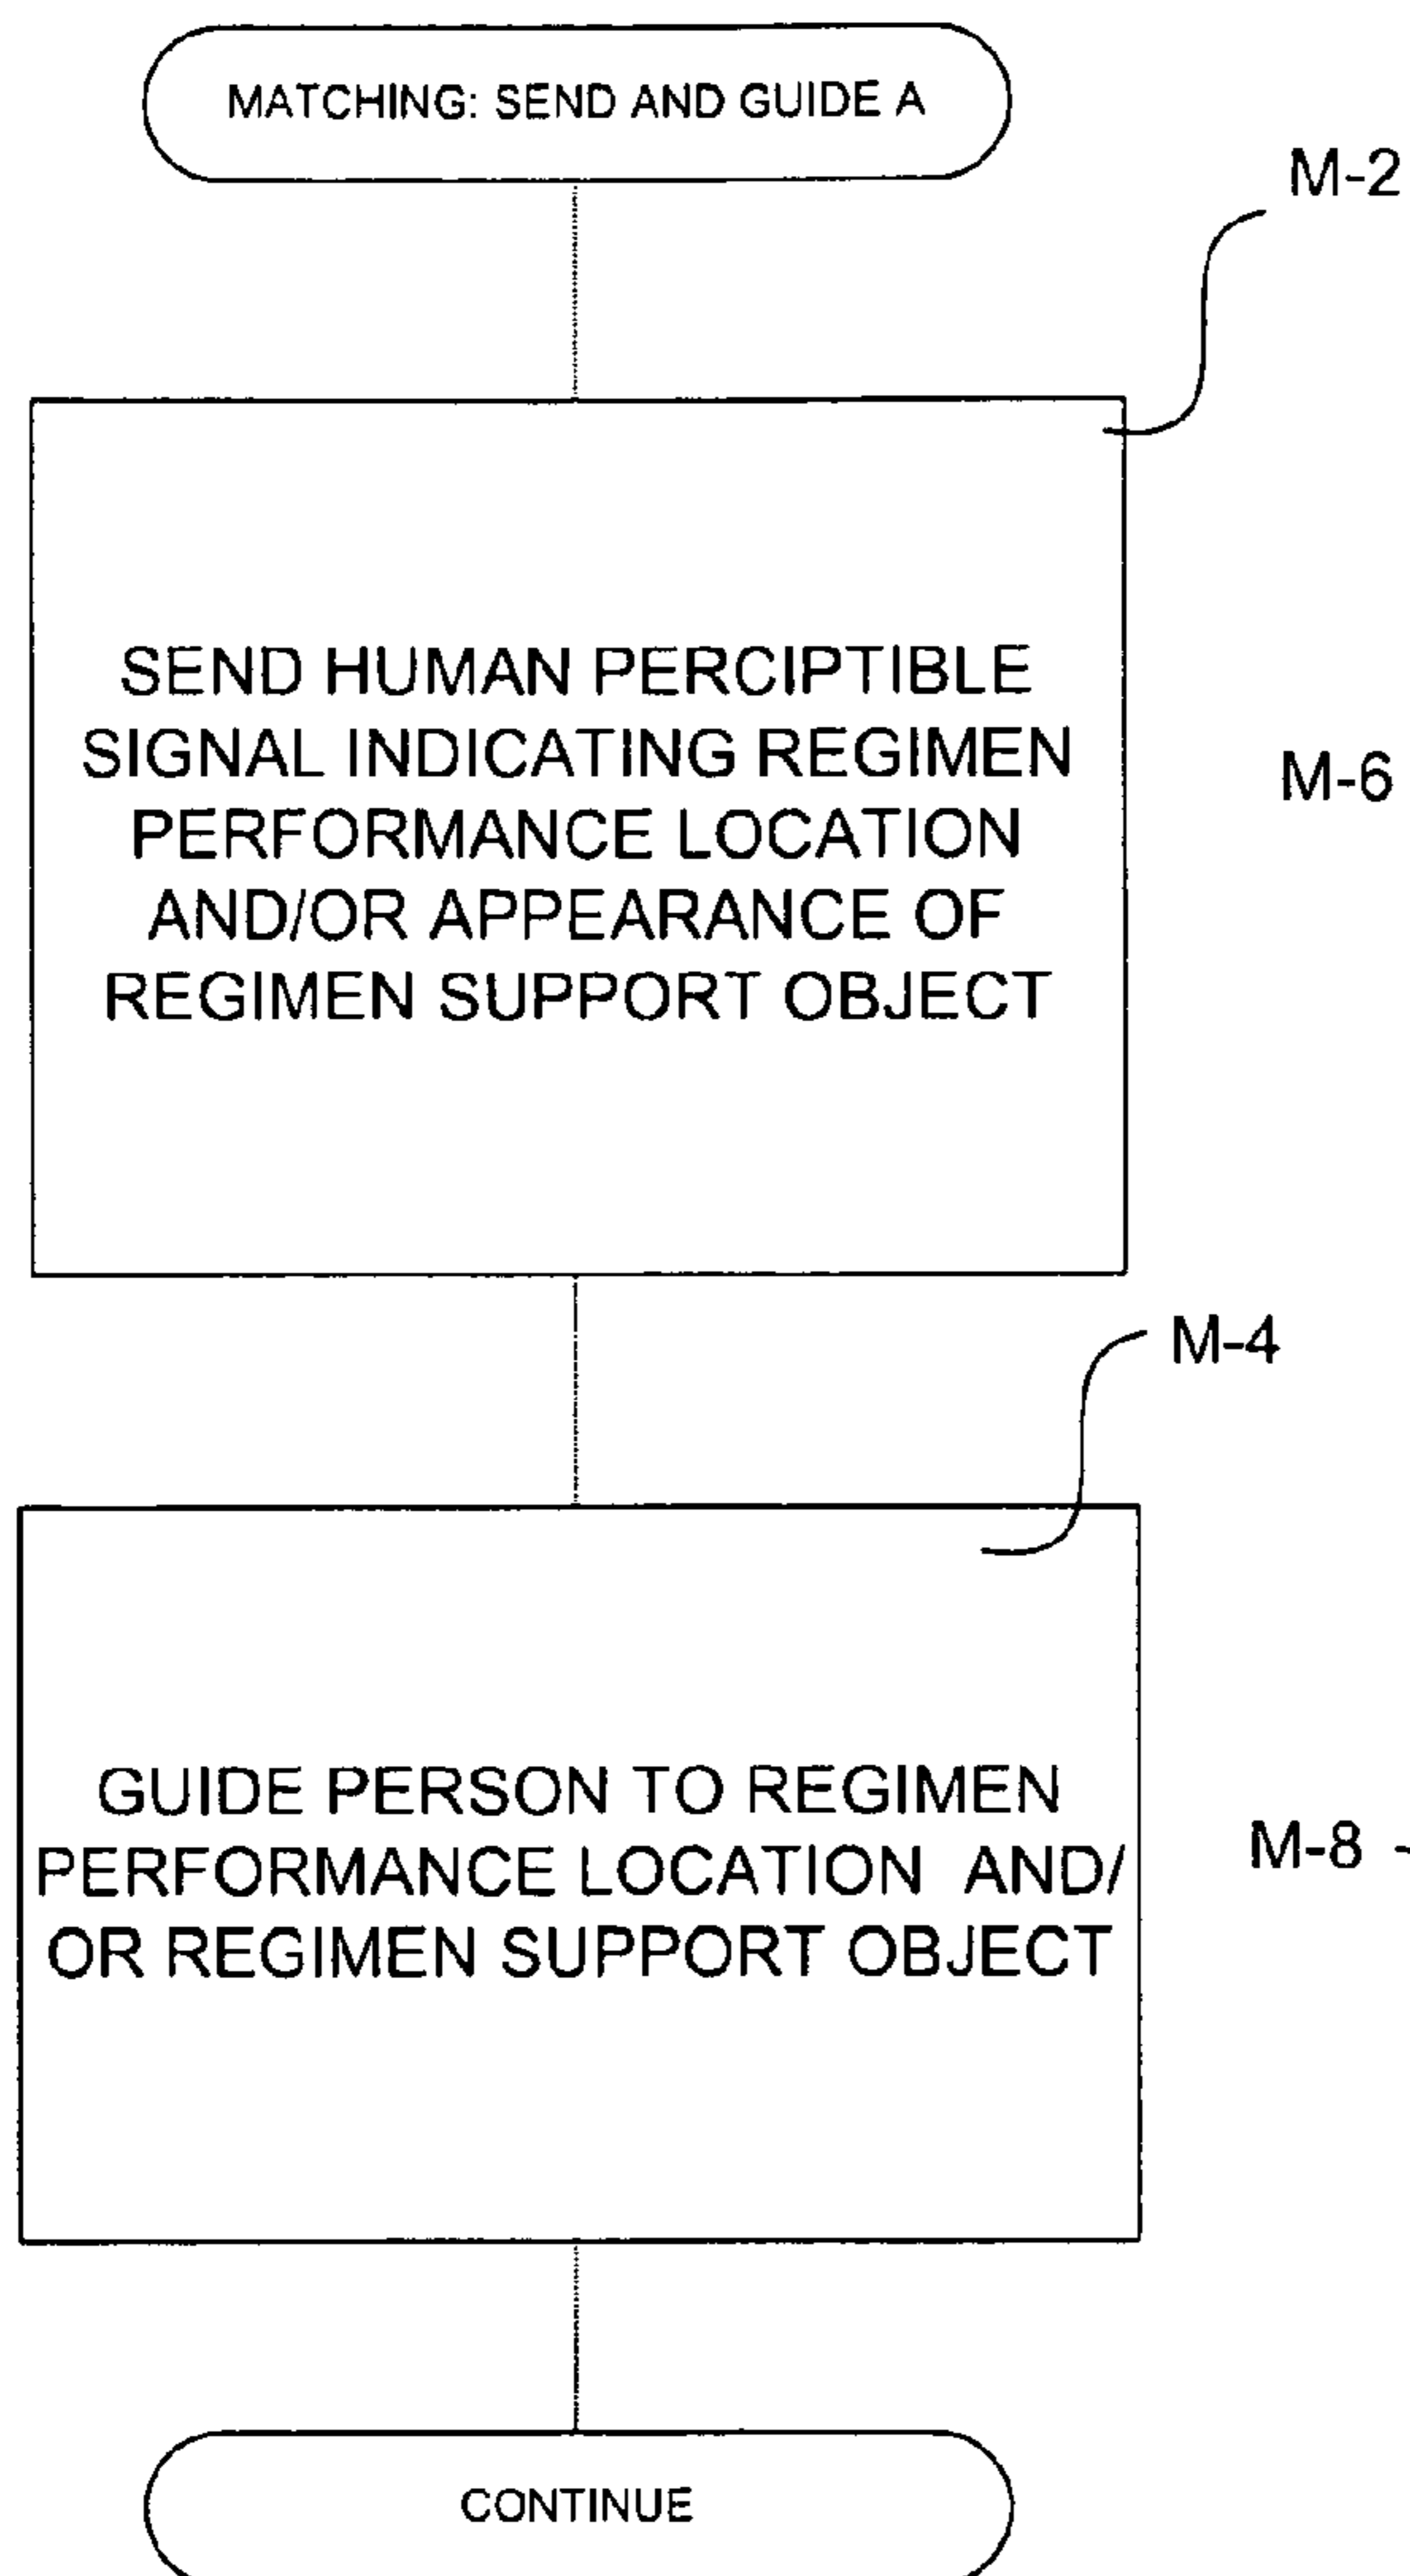 MATCHING: SEND AND GUIDE A
M-2
SEND HUMAN PERCIPTIBLE
SIGNAL INDICATING REGIMEN
PERFORMANCE LOCATION
AND/OR APPEARANCE OF
REGIMEN SUPPORT OBJECT
M-6
M-4
GUIDE PERSON TO REGIMEN
PERFORMANCE LOCATION AND/
OR REGIMEN SUPPORT OBJECT
M-8
CONTINUE